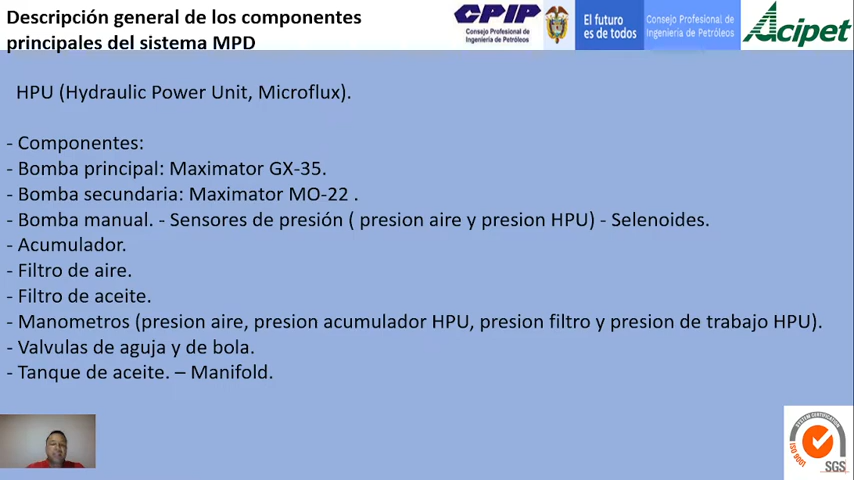 Descripción general de los componentes
principales del sistema MPD
CPIP
Consejo Profesional de
Ingeniería de Petróleos
El futuro
es de todos
Consejo Profesional de
Ingeniería de Petróleos
Acipet
HPU (Hydraulic Power Unit, Microflux).
- Componentes:
- Bomba principal: Maximator GX-35.
- Bomba secundaria: Maximator MO-22 .
- Bomba manual. - Sensores de presión ( presion aire y presion HPU) - Selenoides.
- Acumulador.
- Filtro de aire.
- Filtro de aceite.
- Manometros (presion aire, presion acumulador HPU, presion filtro y presion de trabajo HPU).
- Valvulas de aguja y de bola.
- Tanque de aceite. – Manifold.
SYSTEM CERTIFICATION
ISO 9001
SGS